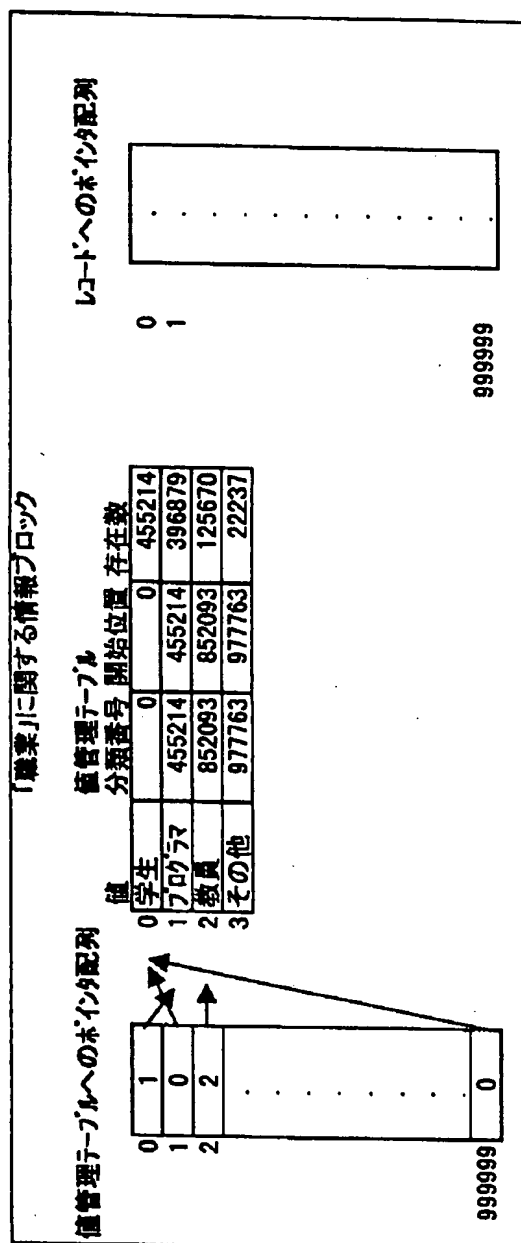 「職業」に関する情報ブロック
値管理テーブルへのポインタ配列
0 1
1 0
2 2
999999 0
値管理テーブル
値 分類番号 開始位置 存在数
0 学生 0 0 455214
1 プログラマ 455214 455214 396879
2 教員 852093 852093 125670
3 その他 977763 977763 22237
レコードへのポインタ配列
0
1
999999